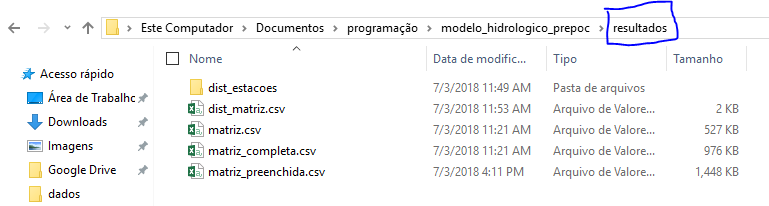 Este Computador > Documentos > programação > modelo_hidrologico_prepoc > resultados
Nome Data de modific... Tipo Tamanho
Acesso rápido
Área de Trabalho
Downloads
Imagens
Google Drive
dados
dist_estacoes 7/3/2018 11:49 AM Pasta de arquivos
dist_matriz.csv 7/3/2018 11:53 AM Arquivo de Valore... 2 KB
matriz.csv 7/3/2018 11:21 AM Arquivo de Valore... 527 KB
matriz_completa.csv 7/3/2018 11:21 AM Arquivo de Valore... 976 KB
matriz_preenchida.csv 7/3/2018 4:11 PM Arquivo de Valore... 1,448 KB